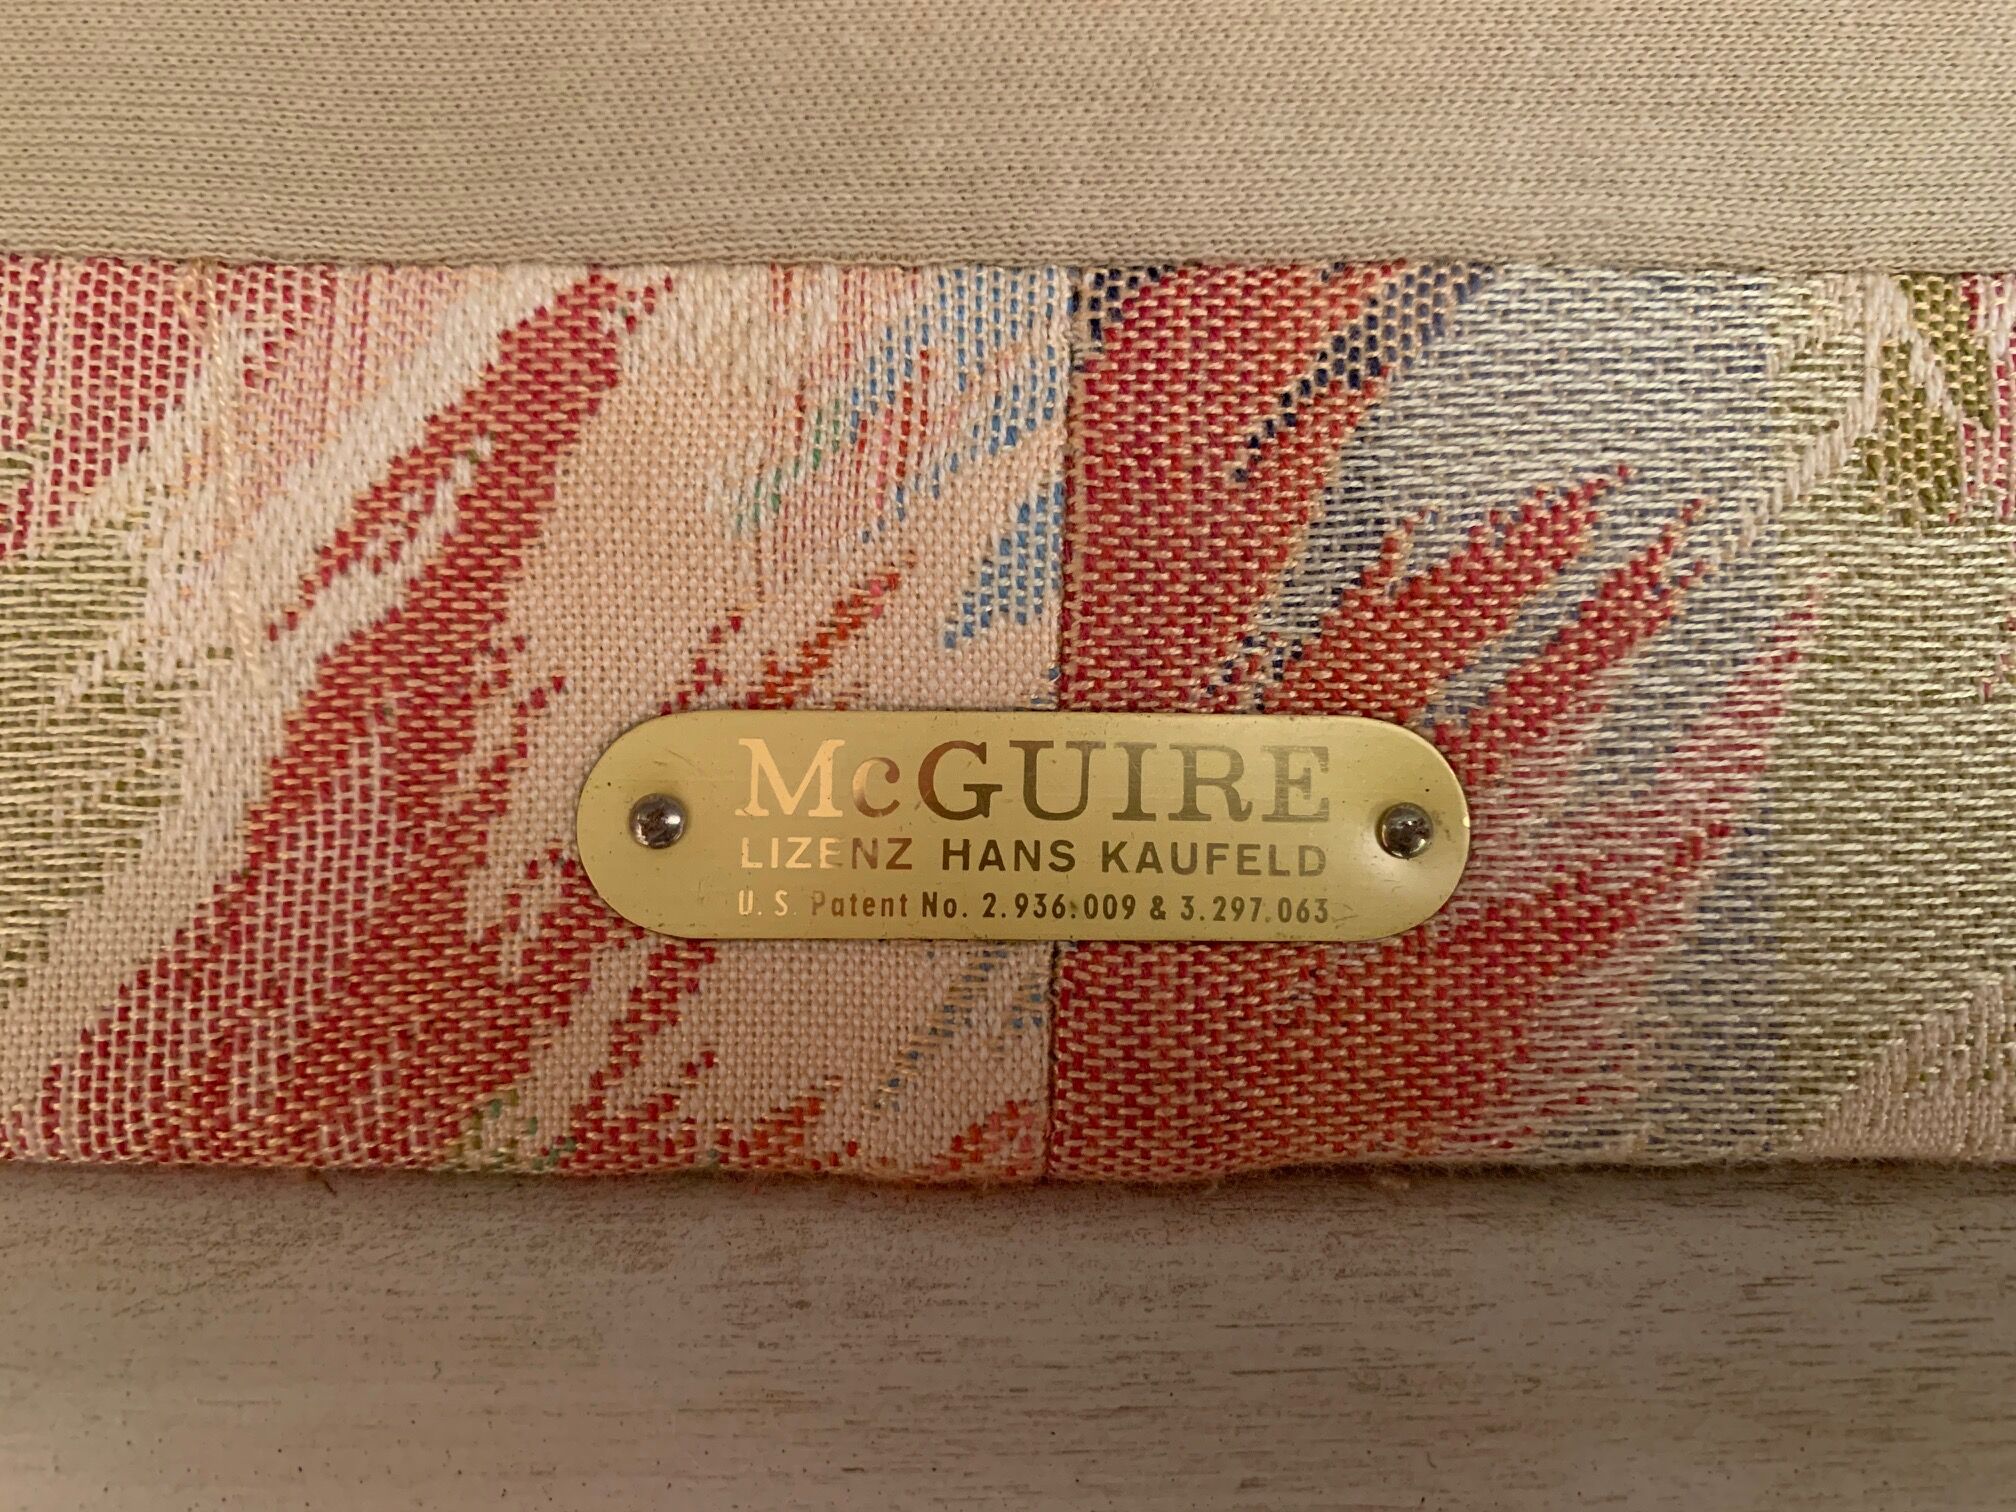 McGUIRE
LIZENZ HANS KAUFELD
U. S. Patent No. 2.936.009 & 3.297.063